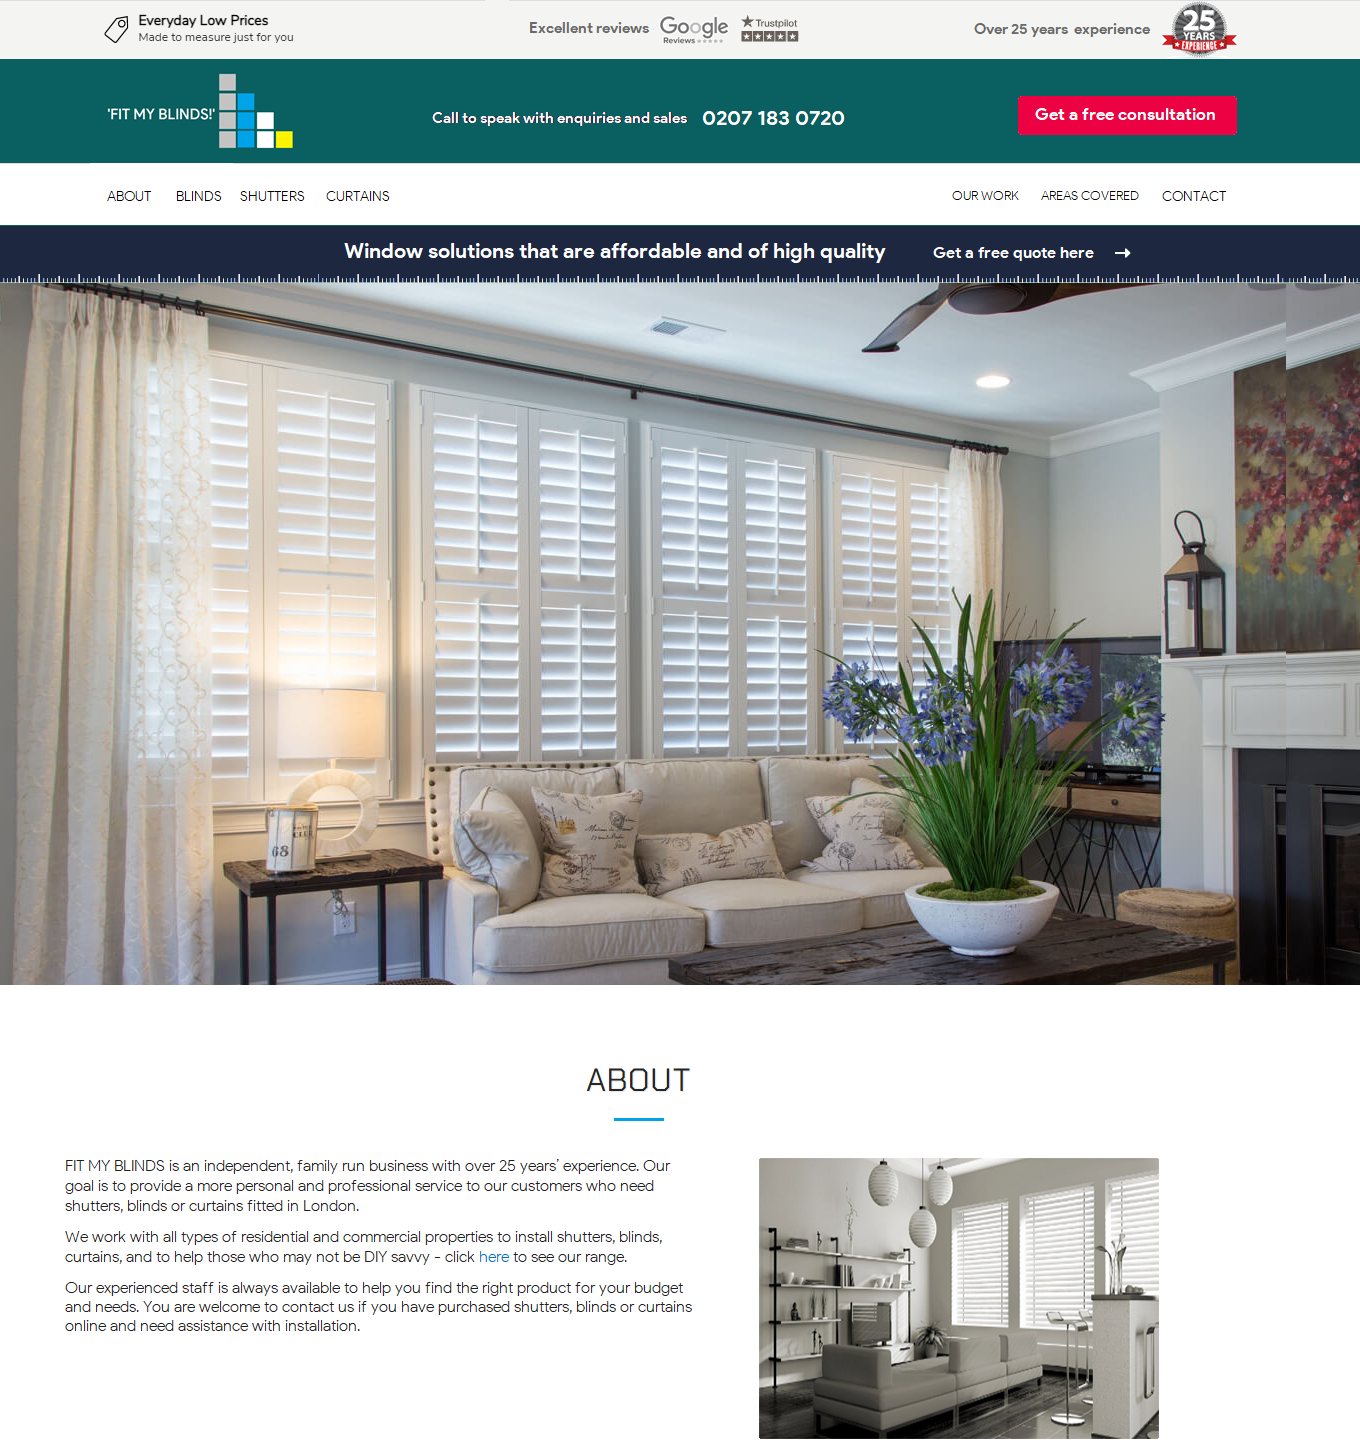 Everyday Low Prices
Made to measure just for you
Excellent reviews
Google
Reviews
Trustpilot
Over 25 years experience
25
YEARS
EXPERIENCE
'FIT MY BLINDS!'
Call to speak with enquiries and sales 0207 183 0720
Get a free consultation
ABOUT BLINDS SHUTTERS CURTAINS OUR WORK AREAS COVERED CONTACT
Window solutions that are affordable and of high quality Get a free quote here →
68
ABOUT
FIT MY BLINDS is an independent, family run business with over 25 years' experience. Our
goal is to provide a more personal and professional service to our customers who need
shutters, blinds or curtains fitted in London.
We work with all types of residential and commercial properties to install shutters, blinds,
curtains, and to help those who may not be DIY savvy - click here to see our range.
Our experienced staff is always available to help you find the right product for your budget
and needs. You are welcome to contact us if you have purchased shutters, blinds or curtains
online and need assistance with installation.